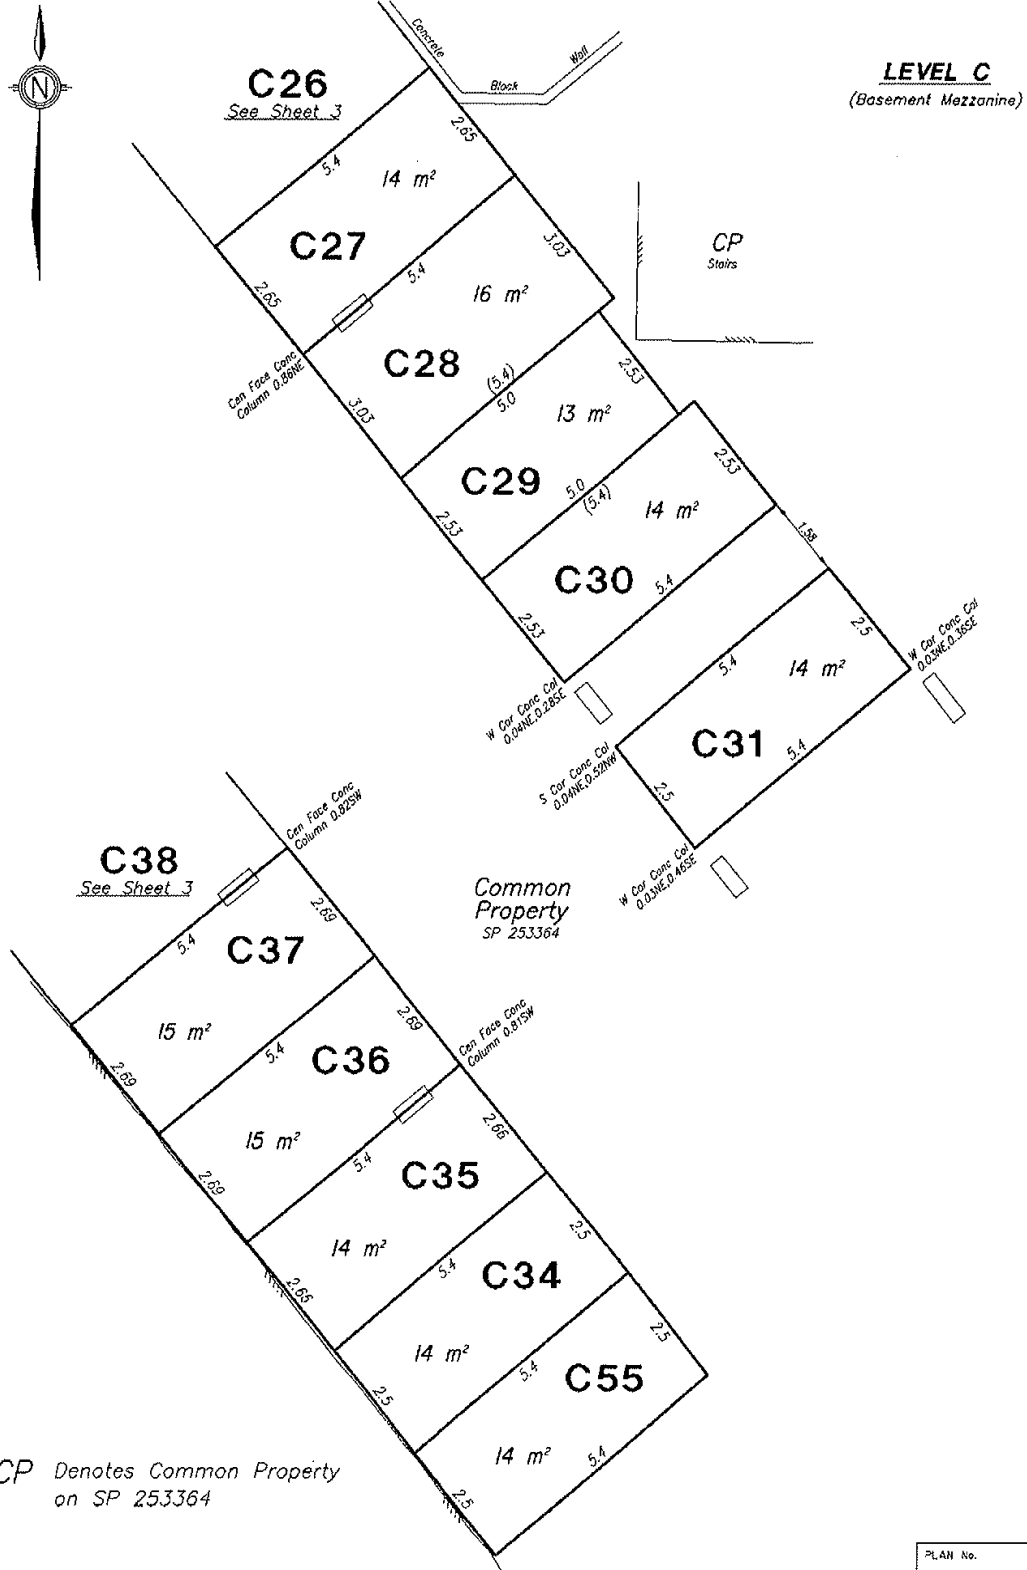 N
LEVEL C
(Basement Mezzanine)
Concrete
Block
Wall
C26
See Sheet 3
2.65
5.4
14 m²
C27
2.65
5.4
3.03
CP
Stairs
16 m²
C28
Cen Face Conc
Column 0.86NE
3.03
(5.4)
5.0
2.53
13 m²
C29
2.53
5.0
(5.4)
2.53
14 m²
C30
1.58
5.4
2.53
W Cor Conc Col
0.04NE,0.28SE
2.5
W Cor Conc Col
0.03NE,0.36SE
5.4
14 m²
C31
5.4
S Cor Conc Col
0.04NE,0.52NW
2.5
W Cor Conc Col
0.03NE,0.46SE
Cen Face Conc
Column 0.82SW
C38
See Sheet 3
Common
Property
SP 253364
2.69
5.4
C37
15 m²
2.69
2.69
Cen Face Conc
Column 0.81SW
5.4
C36
15 m²
2.69
2.66
5.4
C35
14 m²
2.66
2.5
5.4
C34
14 m²
2.5
2.5
5.4
C55
14 m²
5.4
2.5
CP Denotes Common Property
on SP 253364
PLAN No.